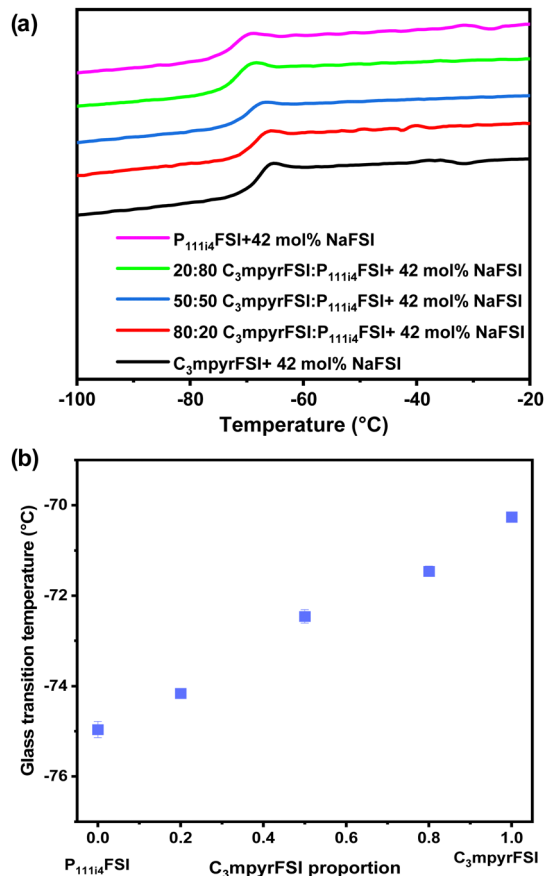 (a)
P₁₁₁ᵢ₄FSI+42 mol% NaFSI
20:80 C₃mpyrFSI:P₁₁₁ᵢ₄FSI+ 42 mol% NaFSI
50:50 C₃mpyrFSI:P₁₁₁ᵢ₄FSI+ 42 mol% NaFSI
80:20 C₃mpyrFSI:P₁₁₁ᵢ₄FSI+ 42 mol% NaFSI
C₃mpyrFSI+ 42 mol% NaFSI
-100 -80 -60 -40 -20
Temperature (°C)
(b)
Glass transition temperature (°C)
-70
-72
-74
-76
0.0 0.2 0.4 0.6 0.8 1.0
P₁₁₁ᵢ₄FSI C₃mpyrFSI proportion C₃mpyrFSI